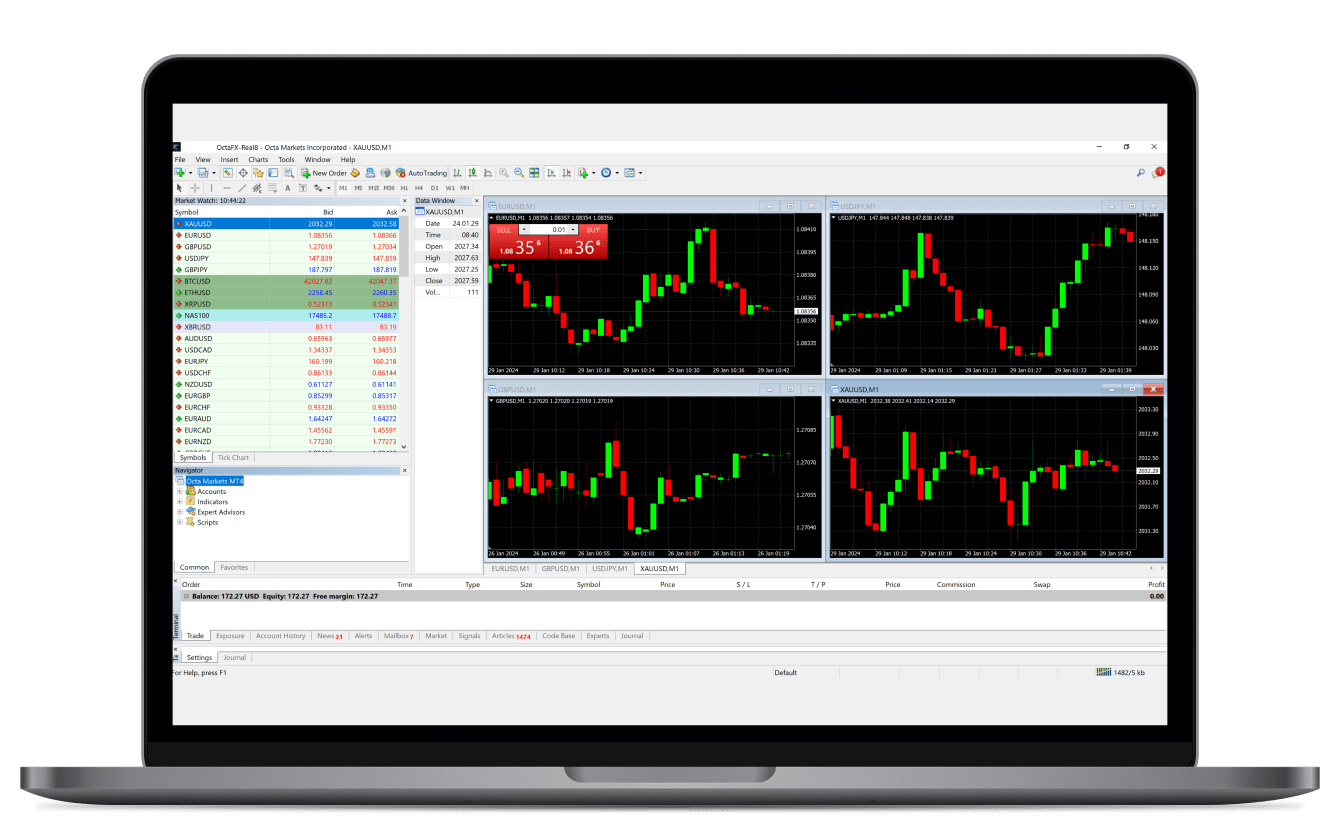 OctaFX-Real8 - Octa Markets Incorporated - XAUUSD,M1
File View Insert Charts Tools Window Help
New Order AutoTrading
A T M1 M5 M15 M30 H1 H4 D1 W1 MN
Market Watch: 10:44:22
Symbol Bid Ask
XAUUSD 2032.29 2032.58
EURUSD 1.08356 1.08366
GBPUSD 1.27019 1.27034
USDJPY 147.839 147.859
GBPJPY 187.797 187.819
BTCUSD 42027.82 42047.37
ETHUSD 2258.45 2260.35
XRPUSD 0.52313 0.52341
NAS100 17485.2 17488.7
XBRUSD 83.11 83.19
AUDUSD 0.65963 0.65977
USDCAD 1.34337 1.34353
EURJPY 160.199 160.218
USDCHF 0.86133 0.86144
NZDUSD 0.61127 0.61141
EURGBP 0.85299 0.85317
EURCHF 0.93328 0.93350
EURAUD 1.64247 1.64272
EURCAD 1.45562 1.45591
EURNZD 1.77230 1.77273
Symbols Tick Chart
Data Window
XAUUSD,M1
Date 24.01.29
Time 08:40
Open 2027.34
High 2027.63
Low 2027.25
Close 2027.59
Vol... 111
Navigator
Octa Markets MT4
Accounts
Indicators
Expert Advisors
Scripts
Common Favorites
EURUSD,M1
EURUSD,M1 1.08356 1.08357 1.08354 1.08356
SELL 0.01 BUY
1.08 35 6 1.08 36 6
1.08410
1.08395
1.08380
1.08365
1.08356
1.08350
1.08335
29 Jan 2024 29 Jan 10:12 29 Jan 10:18 29 Jan 10:24 29 Jan 10:30 29 Jan 10:36 29 Jan 10:42
USDJPY,M1
USDJPY,M1 147.844 147.848 147.838 147.839
148.180
148.150
148.120
148.090
148.060
148.030
29 Jan 2024 29 Jan 01:09 29 Jan 01:15 29 Jan 01:21 29 Jan 01:27 29 Jan 01:33 29 Jan 01:39
GBPUSD,M1
GBPUSD,M1 1.27020 1.27020 1.27019 1.27019
1.27085
1.27070
1.27055
1.27040
26 Jan 2024 26 Jan 00:49 26 Jan 00:55 26 Jan 01:01 26 Jan 01:07 26 Jan 01:13 26 Jan 01:19
XAUUSD,M1
XAUUSD,M1 2032.38 2032.41 2032.14 2032.29
2033.30
2032.90
2032.50
2032.29
2032.10
2031.70
2031.30
29 Jan 2024 29 Jan 10:12 29 Jan 10:18 29 Jan 10:24 29 Jan 10:30 29 Jan 10:36 29 Jan 10:42
EURUSD,M1 GBPUSD,M1 USDJPY,M1 XAUUSD,M1
Order Time Type Size Symbol Price S / L T / P Price Commission Swap Profit
Balance: 172.27 USD Equity: 172.27 Free margin: 172.27 0.00
Terminal
Trade Exposure Account History News 31 Alerts Mailbox 7 Market Signals Articles 1474 Code Base Experts Journal
Settings Journal
For Help, press F1 Default 1482/5 kb